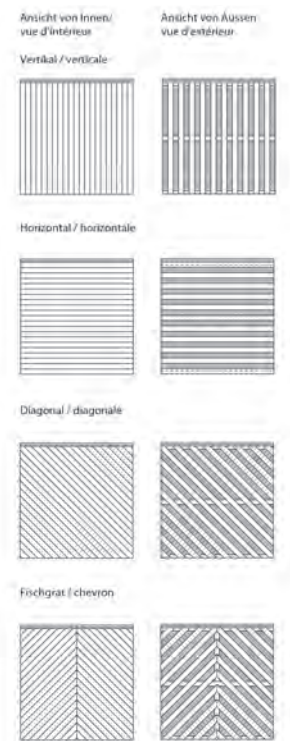 Ansicht von Innen/
vue d'intérieur
Ansicht von Aussen
vue d'extérieur
Vertikal / verticale
Horizontal / horizontale
Diagonal / diagonale
Fischgrat / chevron